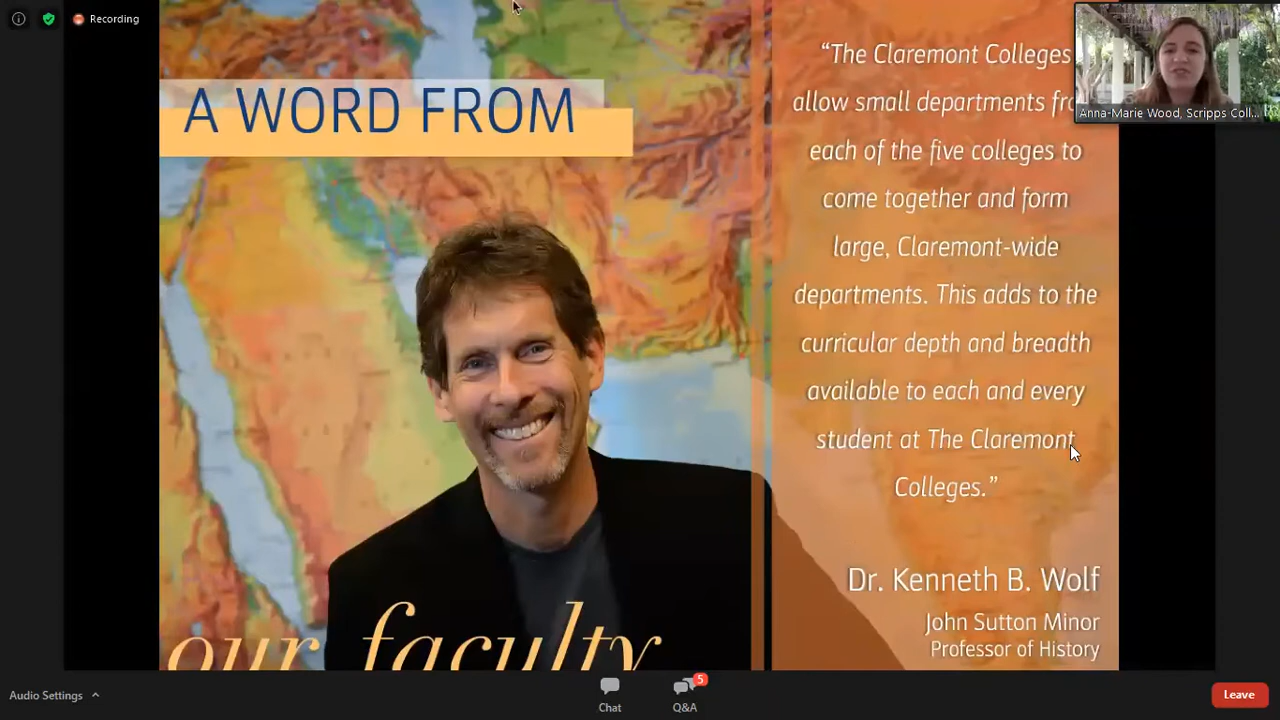 Recording
A WORD FROM
our faculty
“The Claremont Colleges
allow small departments
each of the five colleges to
come together and form
large, Claremont-wide
departments. This adds to the
curricular depth and breadth
available to each and every
student at The Claremont
Colleges.”
Dr. Kenneth B. Wolf
John Sutton Minor
Professor of History
Anna-Marie Wood, Scripps Coll...
Audio Settings
Chat
5
Q&A
Leave